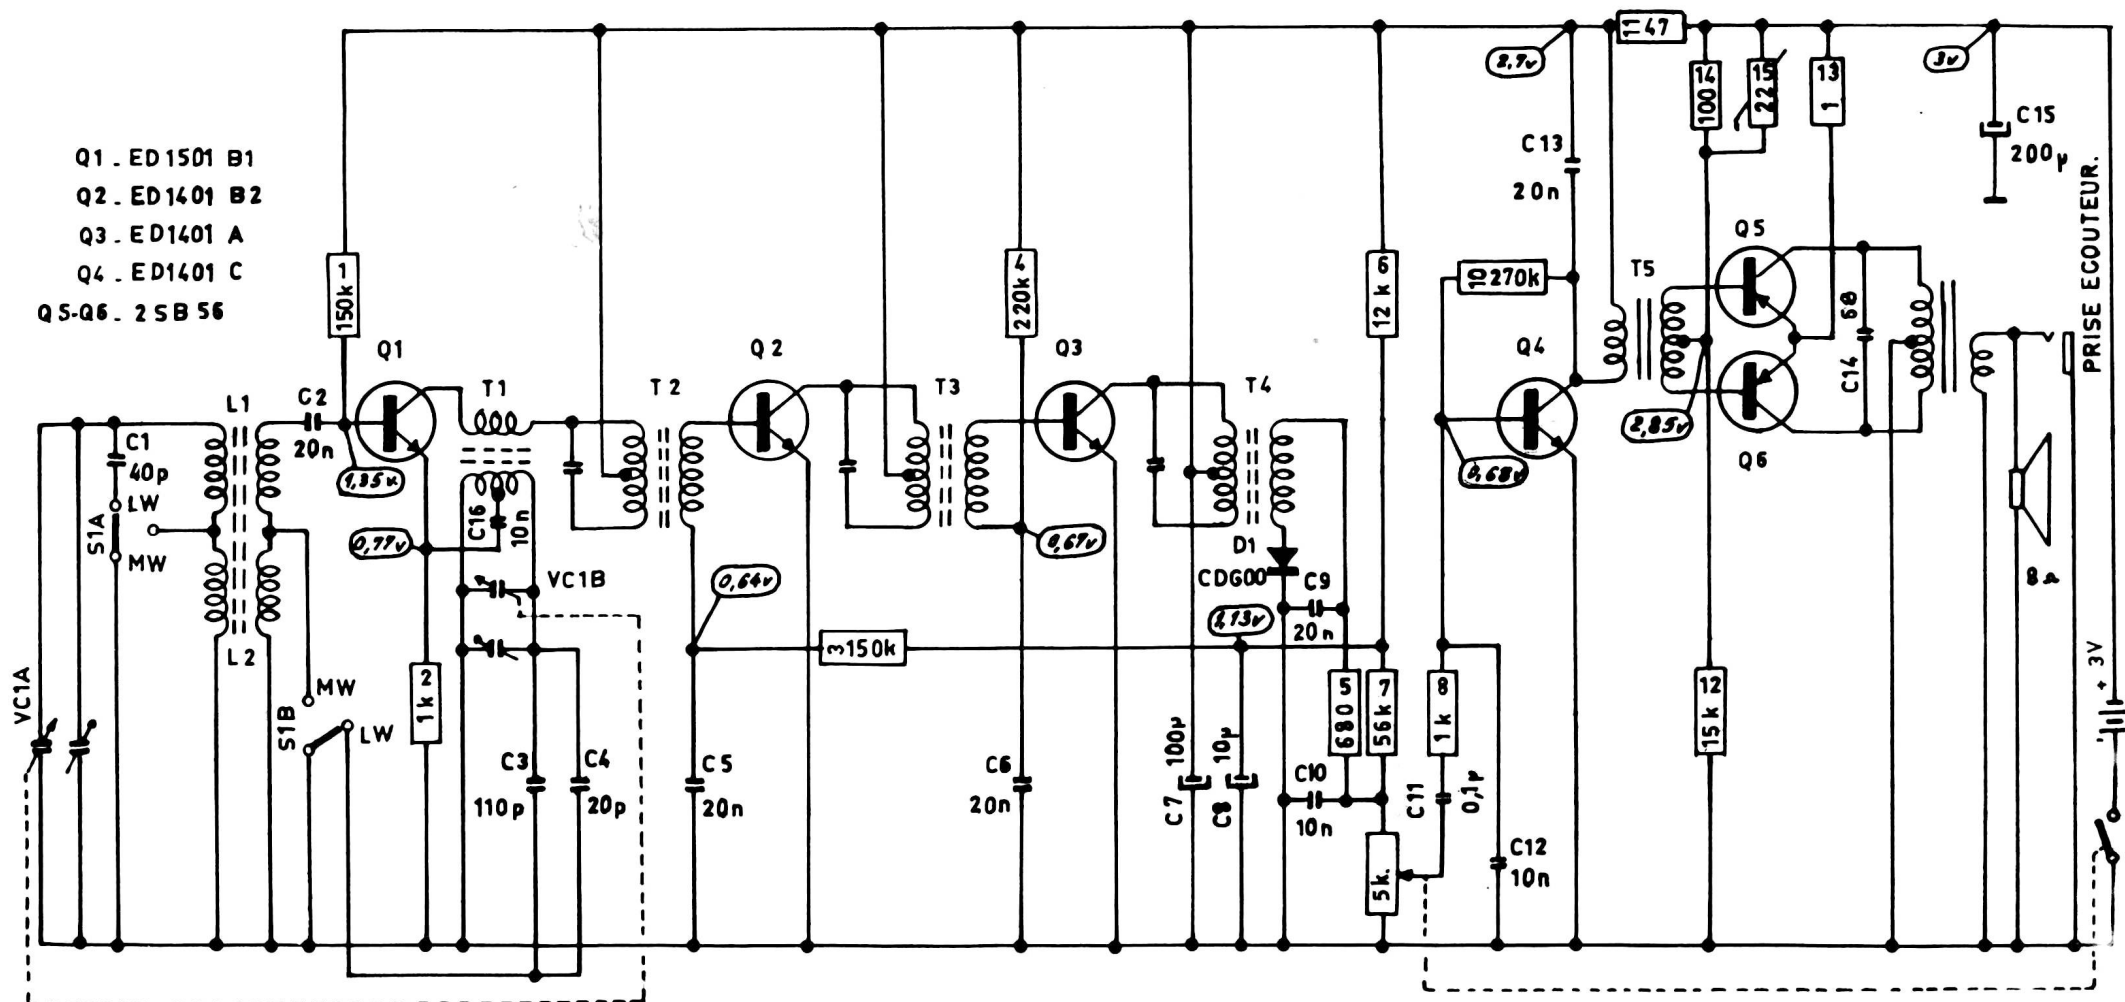 Q1 - ED1501 B1
Q2 - ED1401 B2
Q3 - ED1401 A
Q4 - ED1401 C
Q5-Q6 - 2SB56
11 47
2,7v
14 100
15 22
13 1
3v
C15
200µ
PRISE ECOUTEUR.
C13
20n
1 150k
4 220k
6 12k
10 270k
Q1
T1
T2
Q2
T3
Q3
T4
Q4
T5
Q5
Q6
2,85v
68
C14
L1
C2
20n
C1
40p
LW
S1A
MW
1,35v
0,77v
C16
10n
VC1B
0,64v
0,67v
D1
CDG00
C9
20n
1,13v
0,68v
8Ω
L2
VC1A
MW
S1B
LW
2 1k
C3
110p
C4
20p
3 150k
C5
20n
C6
20n
C7 100µ
C8 10µ
5 680
7 56k
8 1k
C10
10n
C11 0,1µ
5k.
C12
10n
12 15k
+ 3V
-